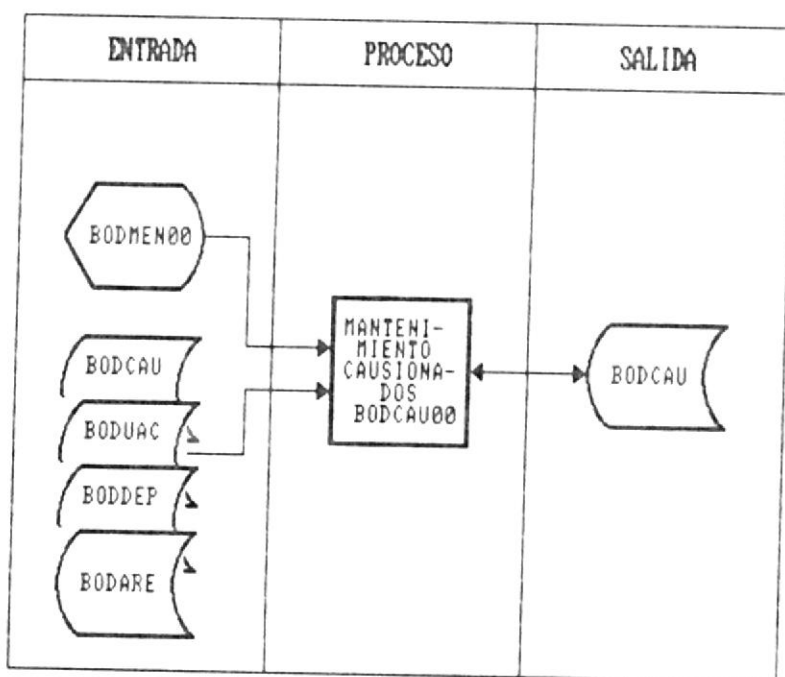 ENTRADA
PROCESO
SALIDA
BODMEN00
BODCAU
BODUAC
BODDEP
BODARE
MANTENI-
MIENTO
CAUSIONA-
DOS
BODCAU00
BODCAU